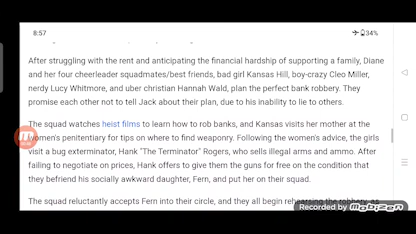 8:57
34%
After struggling with the rent and anticipating the financial hardship of supporting a family, Diane
and her four cheerleader squadmates/best friends, bad girl Kansas Hill, boy-crazy Cleo Miller,
nerdy Lucy Whitmore, and uber christian Hannah Wald, plan the perfect bank robbery. They
promise each other not to tell Jack about their plan, due to his inability to lie to others.
The squad watches heist films to learn how to rob banks, and Kansas visits her mother at the
women's penitentiary for tips on where to find weaponry. Following the women's advice, the girls
visit a bug exterminator, Hank "The Terminator" Rogers, who sells illegal arms and ammo. After
failing to negotiate on prices, Hank offers to give them the guns for free on the condition that
they befriend his socially awkward daughter, Fern, and put her on their squad.
The squad reluctantly accepts Fern into their circle, and they all begin rehearsing the robbery, as
RECORDED BY
MOBIZEN